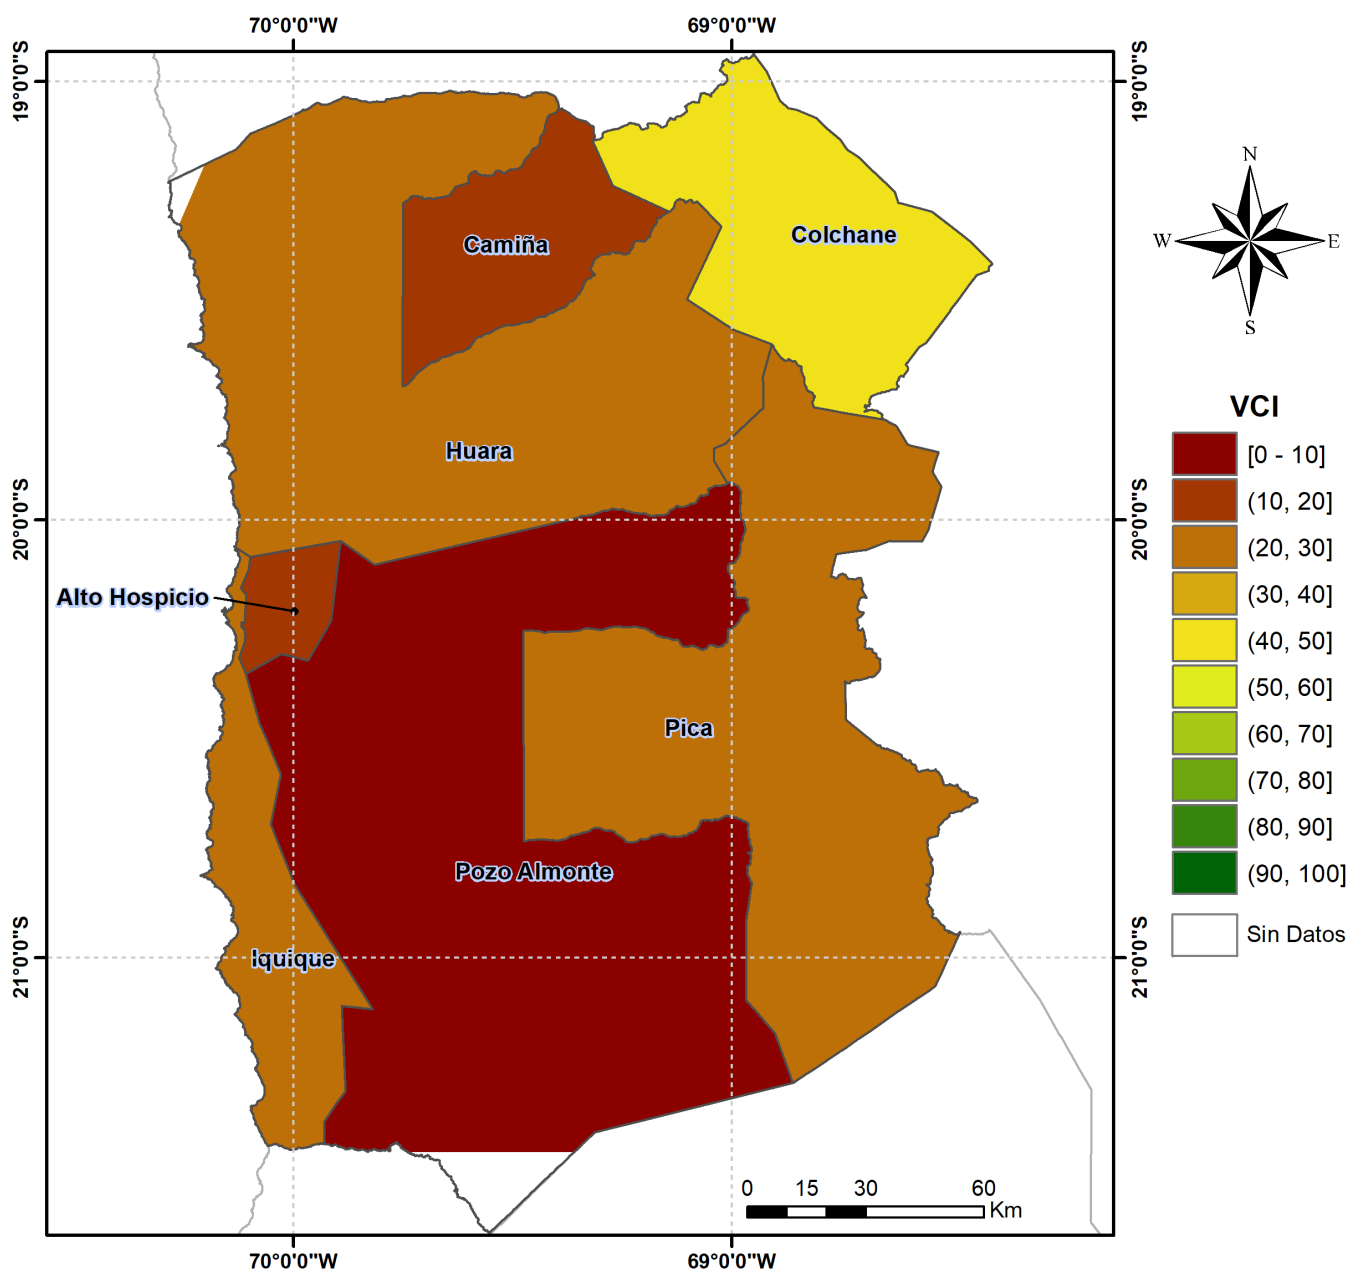 70°0'0"W 69°0'0"W
19°0'0"S 19°0'0"S
N
W E
S
Colchane
Camiña
VCI
[0 - 10]
(10, 20]
(20, 30]
(30, 40]
(40, 50]
(50, 60]
(60, 70]
(70, 80]
(80, 90]
(90, 100]
Sin Datos
Huara
20°0'0"S 20°0'0"S
Alto Hospicio
Pica
Pozo Almonte
Iquique
21°0'0"S 21°0'0"S
0 15 30 60
Km
70°0'0"W 69°0'0"W